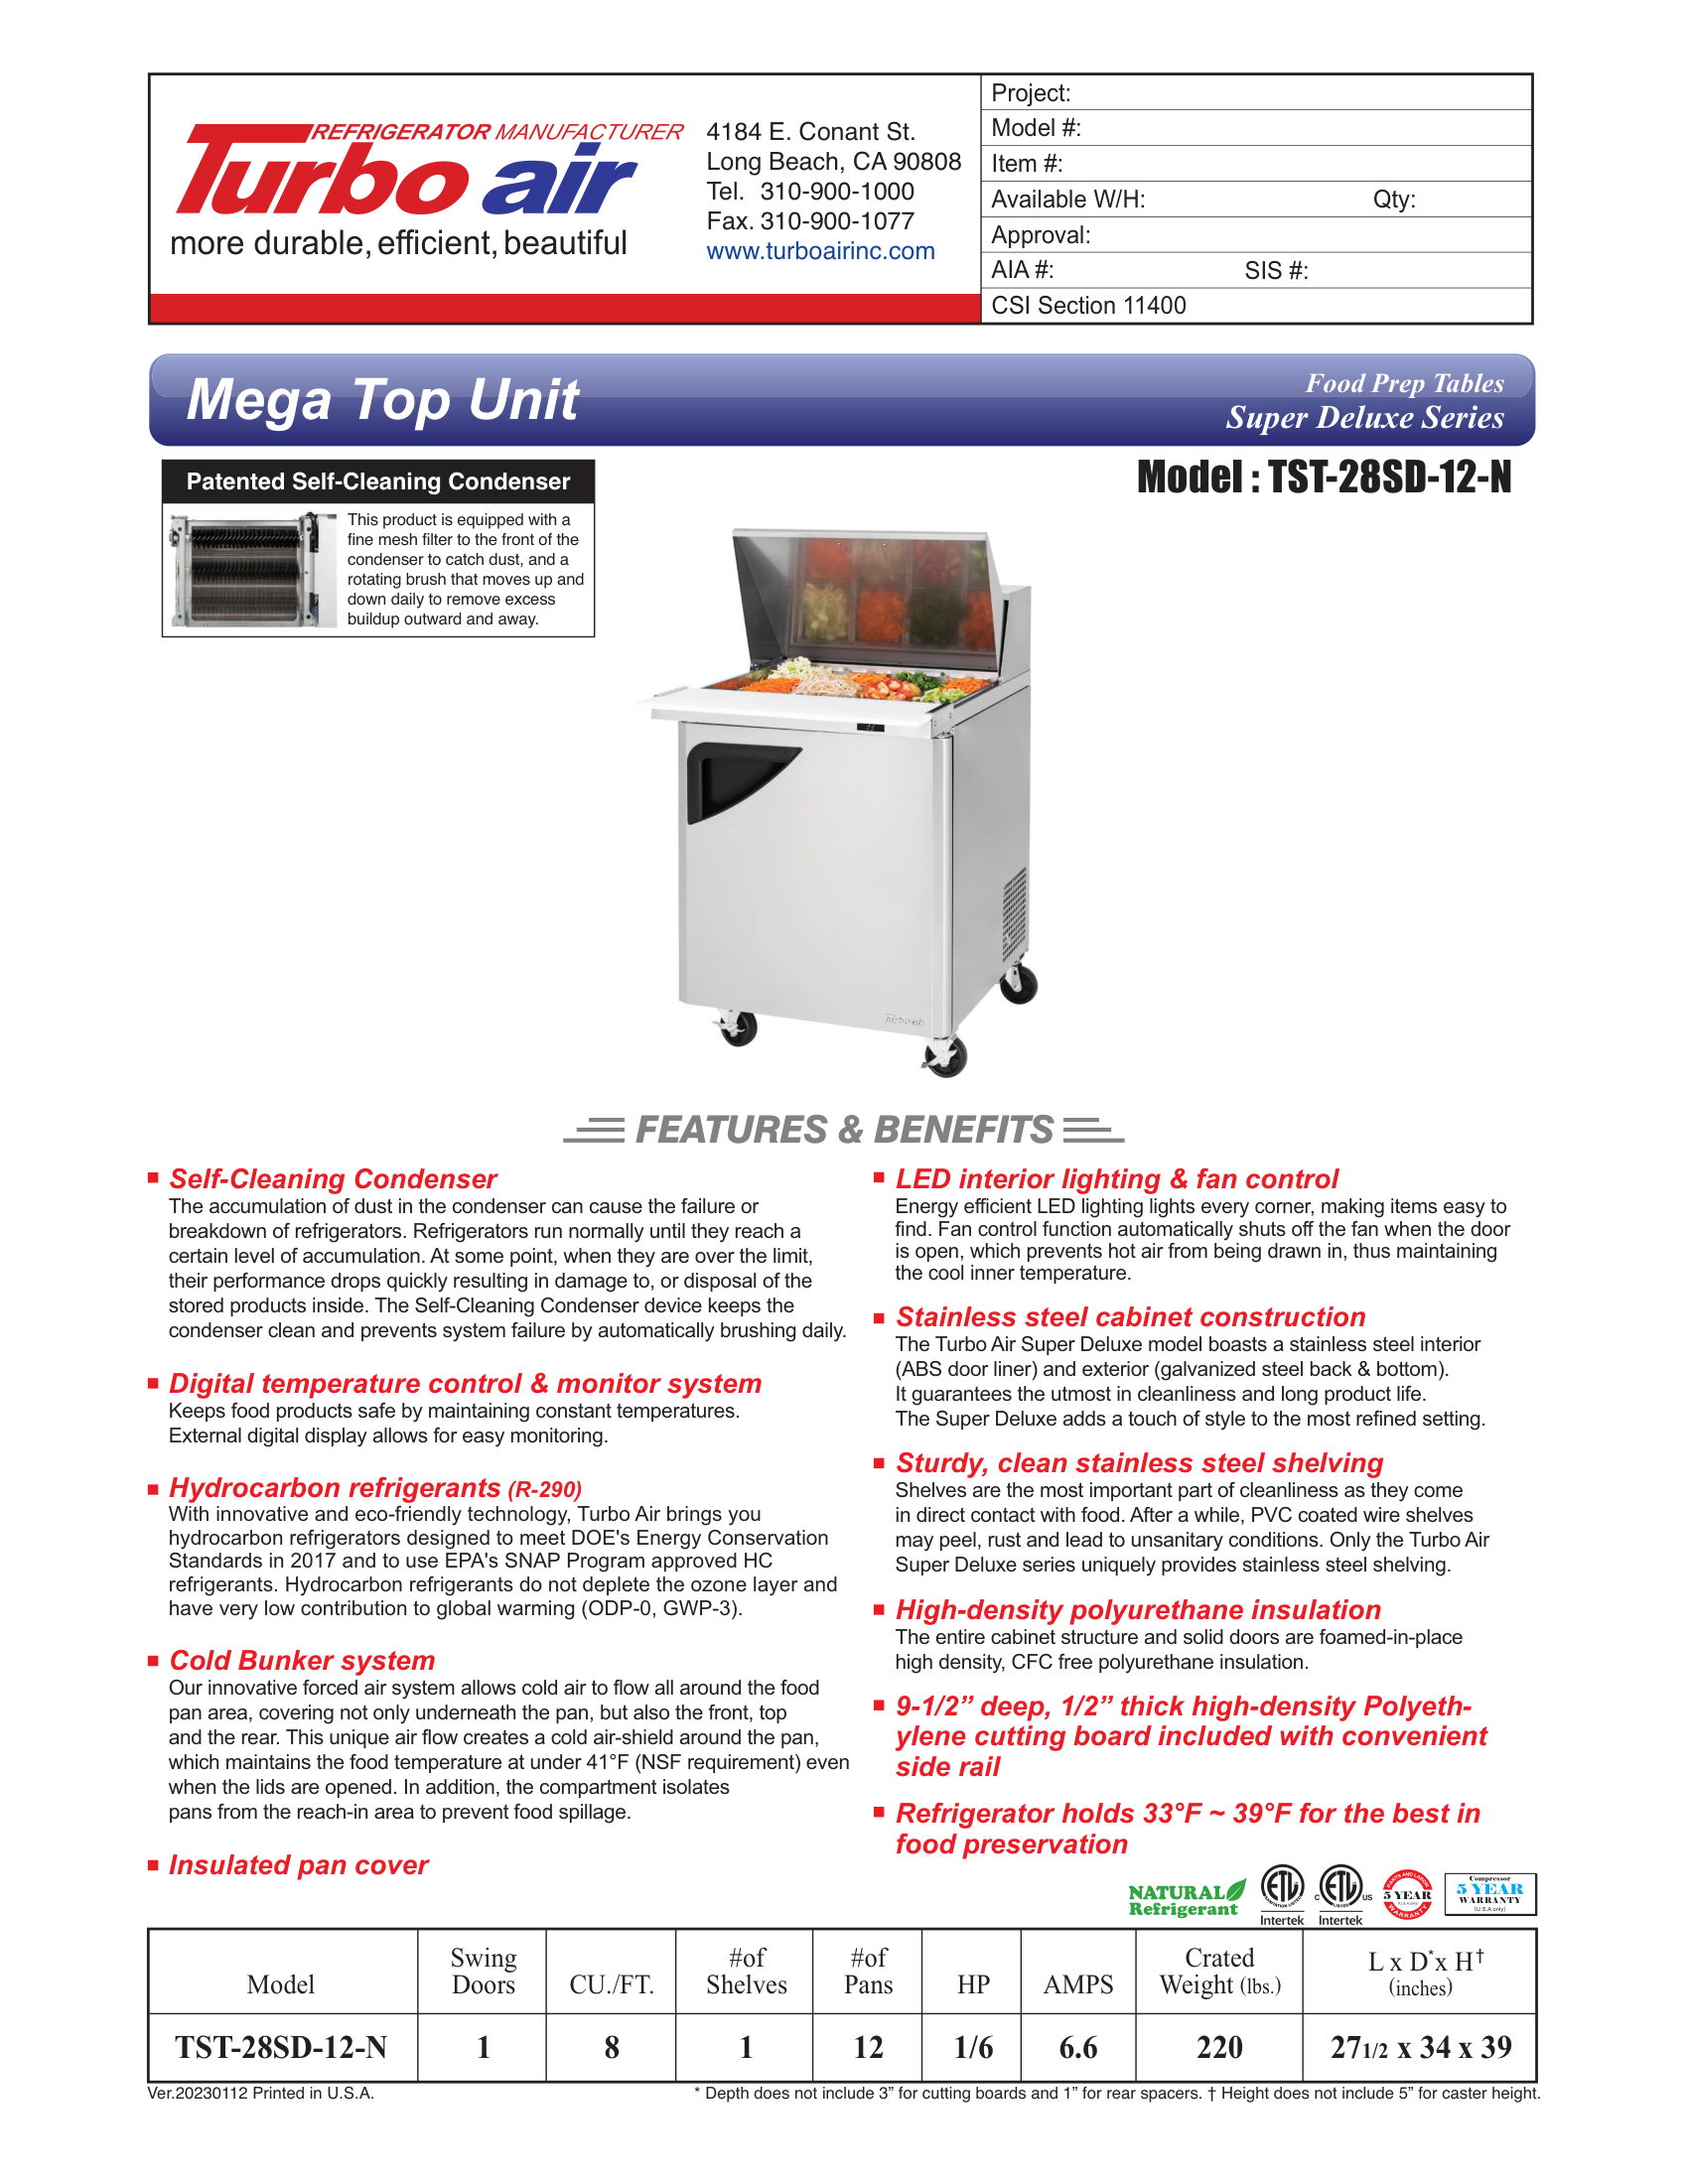 REFRIGERATOR MANUFACTURER
Turbo air
more durable, efficient, beautiful
4184 E. Conant St.
Long Beach, CA 90808
Tel. 310-900-1000
Fax. 310-900-1077
www.turboairinc.com
Project:
Model #:
Item #:
Available W/H: Qty:
Approval:
AIA #: SIS #:
CSI Section 11400
Mega Top Unit
Food Prep Tables
Super Deluxe Series
Model : TST-28SD-12-N
Patented Self-Cleaning Condenser
This product is equipped with a
fine mesh filter to the front of the
condenser to catch dust, and a
rotating brush that moves up and
down daily to remove excess
buildup outward and away.
Turbo air
FEATURES & BENEFITS
Self-Cleaning Condenser
The accumulation of dust in the condenser can cause the failure or
breakdown of refrigerators. Refrigerators run normally until they reach a
certain level of accumulation. At some point, when they are over the limit,
their performance drops quickly resulting in damage to, or disposal of the
stored products inside. The Self-Cleaning Condenser device keeps the
condenser clean and prevents system failure by automatically brushing daily.
Digital temperature control & monitor system
Keeps food products safe by maintaining constant temperatures.
External digital display allows for easy monitoring.
Hydrocarbon refrigerants (R-290)
With innovative and eco-friendly technology, Turbo Air brings you
hydrocarbon refrigerators designed to meet DOE's Energy Conservation
Standards in 2017 and to use EPA's SNAP Program approved HC
refrigerants. Hydrocarbon refrigerants do not deplete the ozone layer and
have very low contribution to global warming (ODP-0, GWP-3).
Cold Bunker system
Our innovative forced air system allows cold air to flow all around the food
pan area, covering not only underneath the pan, but also the front, top
and the rear. This unique air flow creates a cold air-shield around the pan,
which maintains the food temperature at under 41°F (NSF requirement) even
when the lids are opened. In addition, the compartment isolates
pans from the reach-in area to prevent food spillage.
Insulated pan cover
LED interior lighting & fan control
Energy efficient LED lighting lights every corner, making items easy to
find. Fan control function automatically shuts off the fan when the door
is open, which prevents hot air from being drawn in, thus maintaining
the cool inner temperature.
Stainless steel cabinet construction
The Turbo Air Super Deluxe model boasts a stainless steel interior
(ABS door liner) and exterior (galvanized steel back & bottom).
It guarantees the utmost in cleanliness and long product life.
The Super Deluxe adds a touch of style to the most refined setting.
Sturdy, clean stainless steel shelving
Shelves are the most important part of cleanliness as they come
in direct contact with food. After a while, PVC coated wire shelves
may peel, rust and lead to unsanitary conditions. Only the Turbo Air
Super Deluxe series uniquely provides stainless steel shelving.
High-density polyurethane insulation
The entire cabinet structure and solid doors are foamed-in-place
high density, CFC free polyurethane insulation.
9-1/2” deep, 1/2” thick high-density Polyeth-
ylene cutting board included with convenient
side rail
Refrigerator holds 33°F ~ 39°F for the best in
food preservation
NATURAL
Refrigerant
ETL
SANITATION LISTED
Intertek
C ETL US
LISTED
Intertek
PARTS AND LABOR
5 YEAR
(U.S.A only)
WARRANTY
Compressor
5 YEAR
WARRANTY
(U.S.A only)
Model Swing Doors CU./FT. #of Shelves #of Pans HP AMPS Crated Weight (lbs.) L x D* x H† (inches)
TST-28SD-12-N 1 8 1 12 1/6 6.6 220 27 1/2 x 34 x 39
Ver.20230112 Printed in U.S.A.
* Depth does not include 3” for cutting boards and 1” for rear spacers. † Height does not include 5” for caster height.